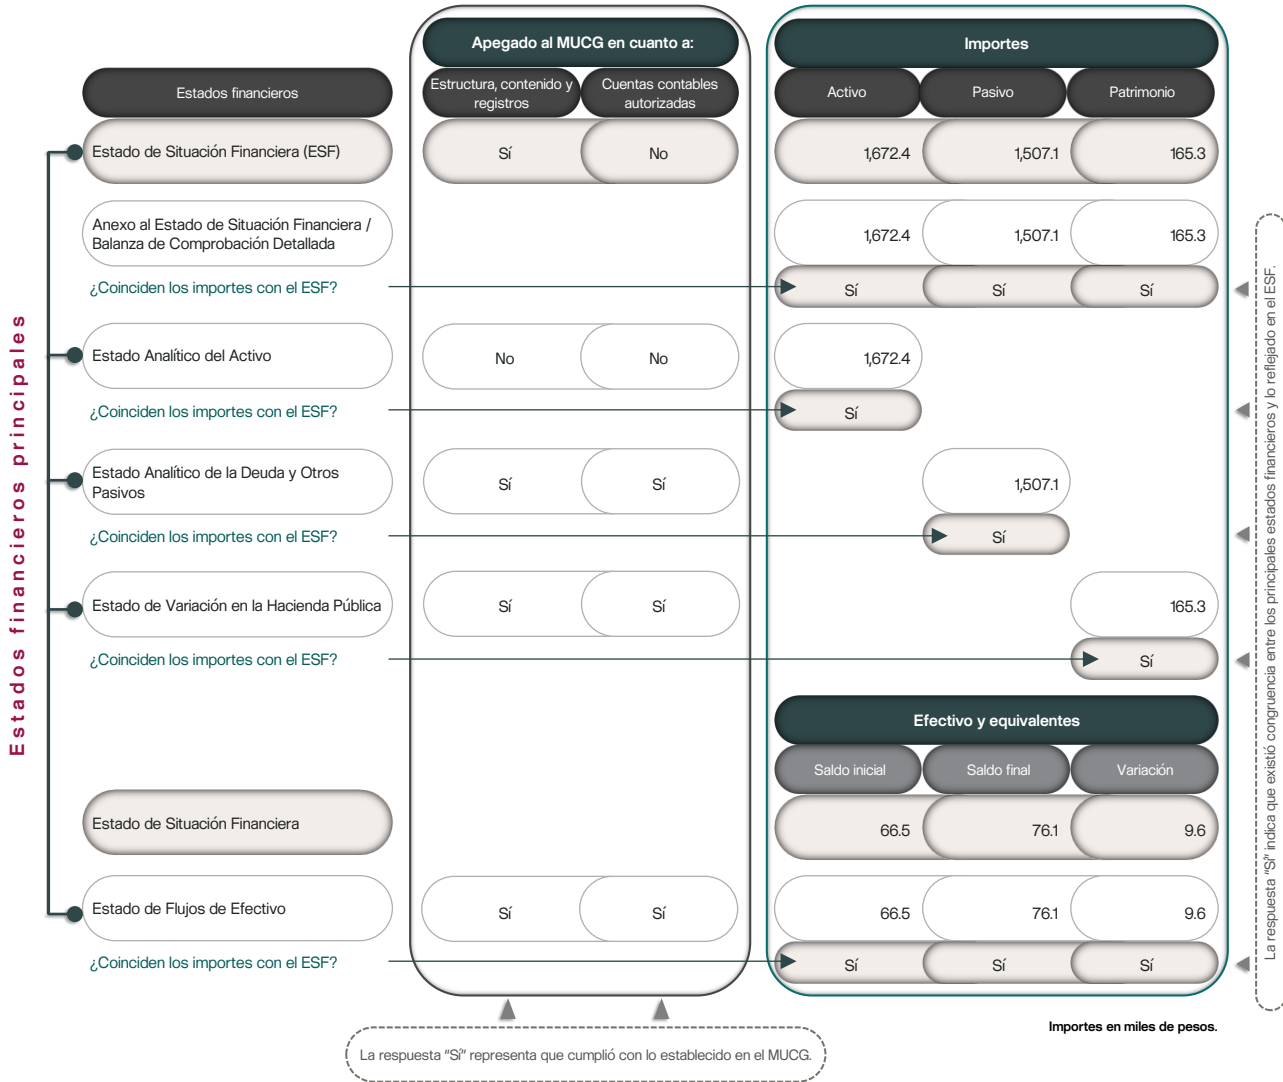 Apegado al MUCG en cuanto a:
Importes
Estados financieros
Estructura, contenido y
registros
Cuentas contables
autorizadas
Activo
Pasivo
Patrimonio
Estado de Situación Financiera (ESF)
Sí
No
1,672.4
1,507.1
165.3
Anexo al Estado de Situación Financiera /
Balanza de Comprobación Detallada
1,672.4
1,507.1
165.3
¿Coinciden los importes con el ESF?
Sí
Sí
Sí
Estado Analítico del Activo
No
No
1,672.4
¿Coinciden los importes con el ESF?
Sí
Estado Analítico de la Deuda y Otros
Pasivos
Sí
Sí
1,507.1
¿Coinciden los importes con el ESF?
Sí
Estado de Variación en la Hacienda Pública
Sí
Sí
165.3
¿Coinciden los importes con el ESF?
Sí
Efectivo y equivalentes
Saldo inicial
Saldo final
Variación
Estado de Situación Financiera
66.5
76.1
9.6
Estado de Flujos de Efectivo
Sí
Sí
66.5
76.1
9.6
¿Coinciden los importes con el ESF?
Sí
Sí
Sí
Estados financieros principales
La respuesta "Sí" indica que existió congruencia entre los principales estados financieros y lo reflejado en el ESF.
Importes en miles de pesos.
La respuesta "Sí" representa que cumplió con lo establecido en el MUCG.